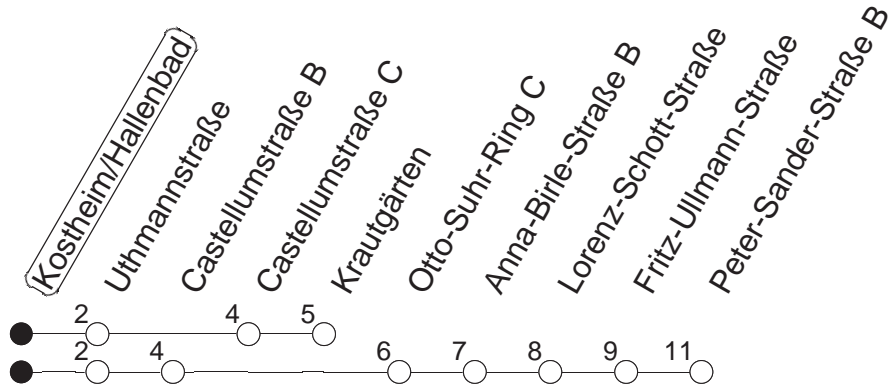 Kostheim/Hallenbad
Uthmannstraße
Castellumstraße B
Castellumstraße C
Krautgärten
Otto-Suhr-Ring C
Anna-Birle-Straße B
Lorenz-Schott-Straße
Fritz-Ullmann-Straße
Peter-Sander-Straße B
2 4 5
2 4 6 7 8 9 11